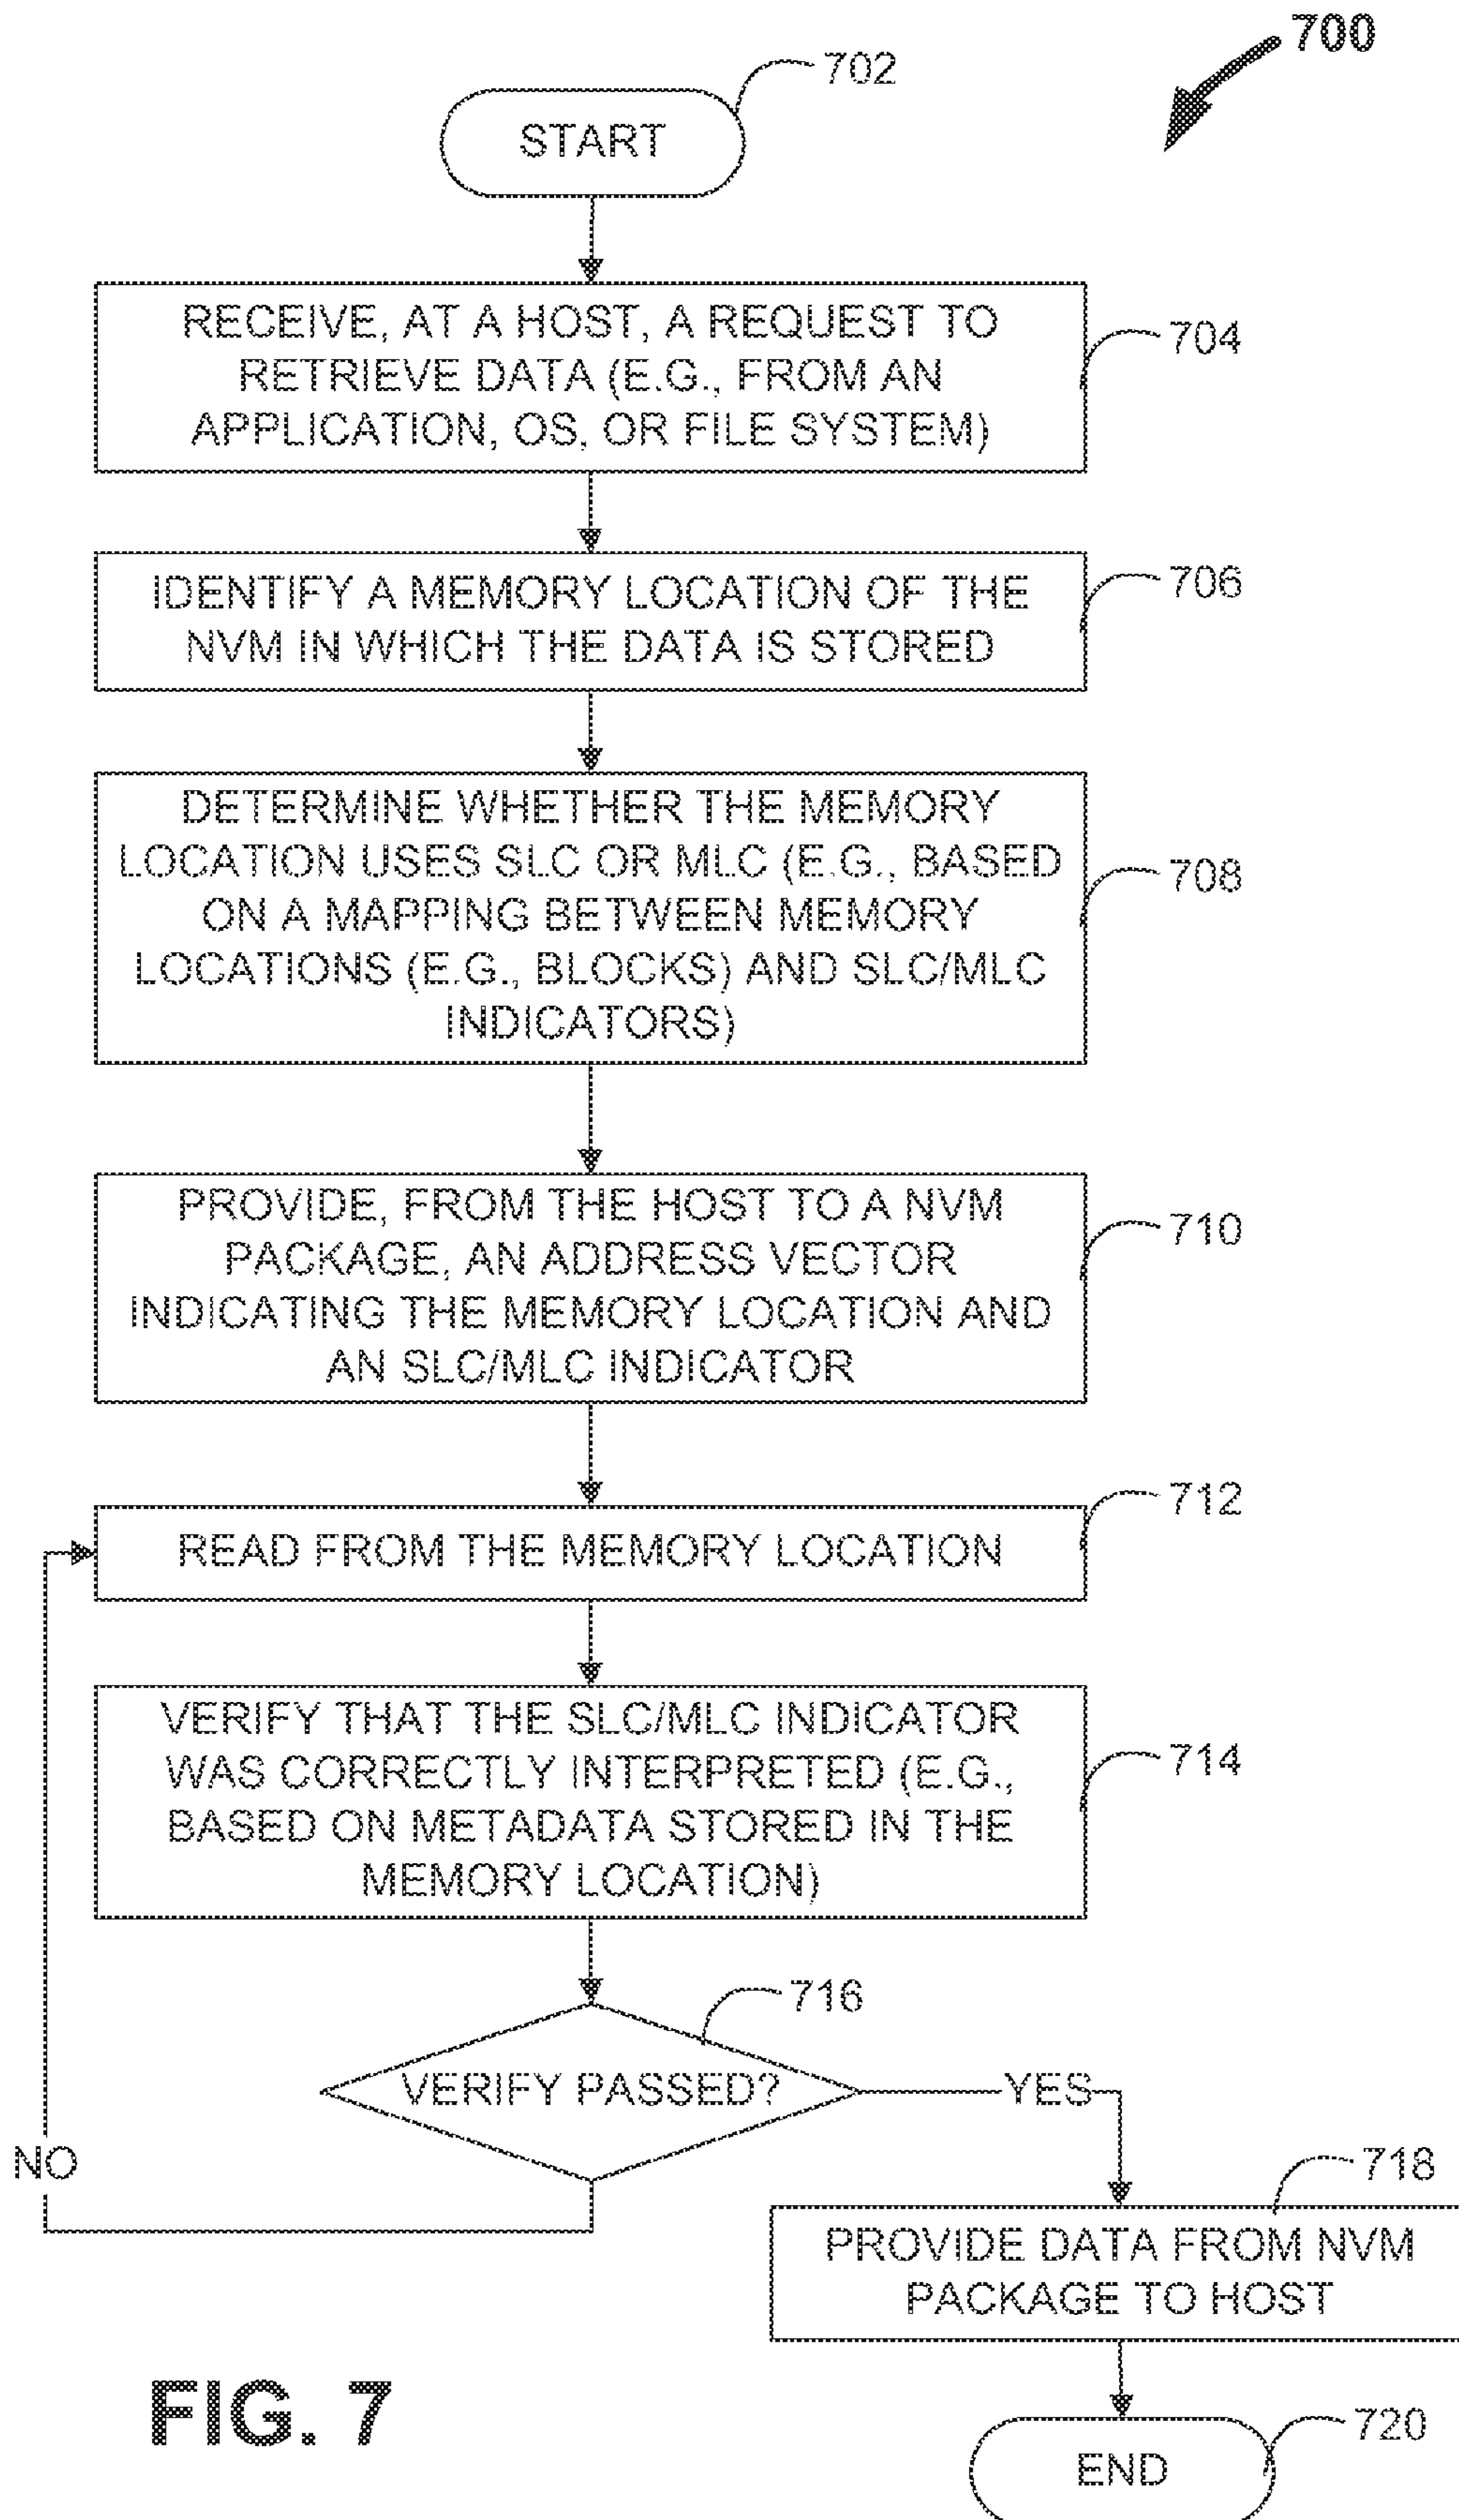 700
702
START
RECEIVE, AT A HOST, A REQUEST TO
RETRIEVE DATA (E.G., FROM AN
APPLICATION, OS, OR FILE SYSTEM)
704
IDENTIFY A MEMORY LOCATION OF THE
NVM IN WHICH THE DATA IS STORED
706
DETERMINE WHETHER THE MEMORY
LOCATION USES SLC OR MLC (E.G., BASED
ON A MAPPING BETWEEN MEMORY
LOCATIONS (E.G., BLOCKS) AND SLC/MLC
INDICATORS)
708
PROVIDE, FROM THE HOST TO A NVM
PACKAGE, AN ADDRESS VECTOR
INDICATING THE MEMORY LOCATION AND
AN SLC/MLC INDICATOR
710
READ FROM THE MEMORY LOCATION
712
VERIFY THAT THE SLC/MLC INDICATOR
WAS CORRECTLY INTERPRETED (E.G.,
BASED ON METADATA STORED IN THE
MEMORY LOCATION)
714
716
VERIFY PASSED?
YES
NO
718
PROVIDE DATA FROM NVM
PACKAGE TO HOST
720
END
FIG. 7